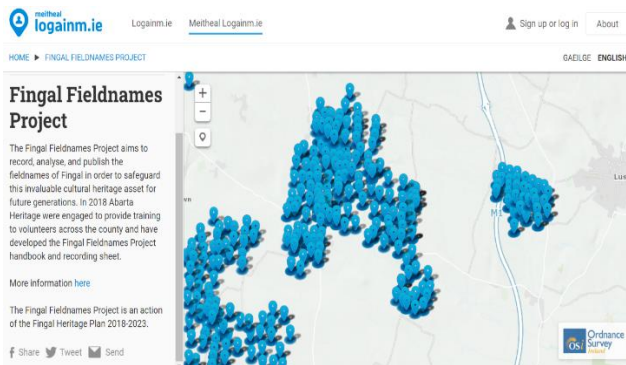 meitheal
logainm.ie
Logainm.ie
Meitheal Logainm.ie
Sign up or log in
About
HOME ▶ FINGAL FIELDNAMES PROJECT
GAEILGE ENGLISH
Fingal Fieldnames
Project
The Fingal Fieldnames Project aims to
record, analyse, and publish the
fieldnames of Fingal in order to safeguard
this invaluable cultural heritage asset for
future generations. In 2018 Abarta
Heritage were engaged to provide training
to volunteers across the county and have
developed the Fingal Fieldnames Project
handbook and recording sheet.
More information here
The Fingal Fieldnames Project is an action
of the Fingal Heritage Plan 2018-2023.
Share Tweet Send
+
−
vn
M1
Lus
osi Ordnance
Survey
Ireland